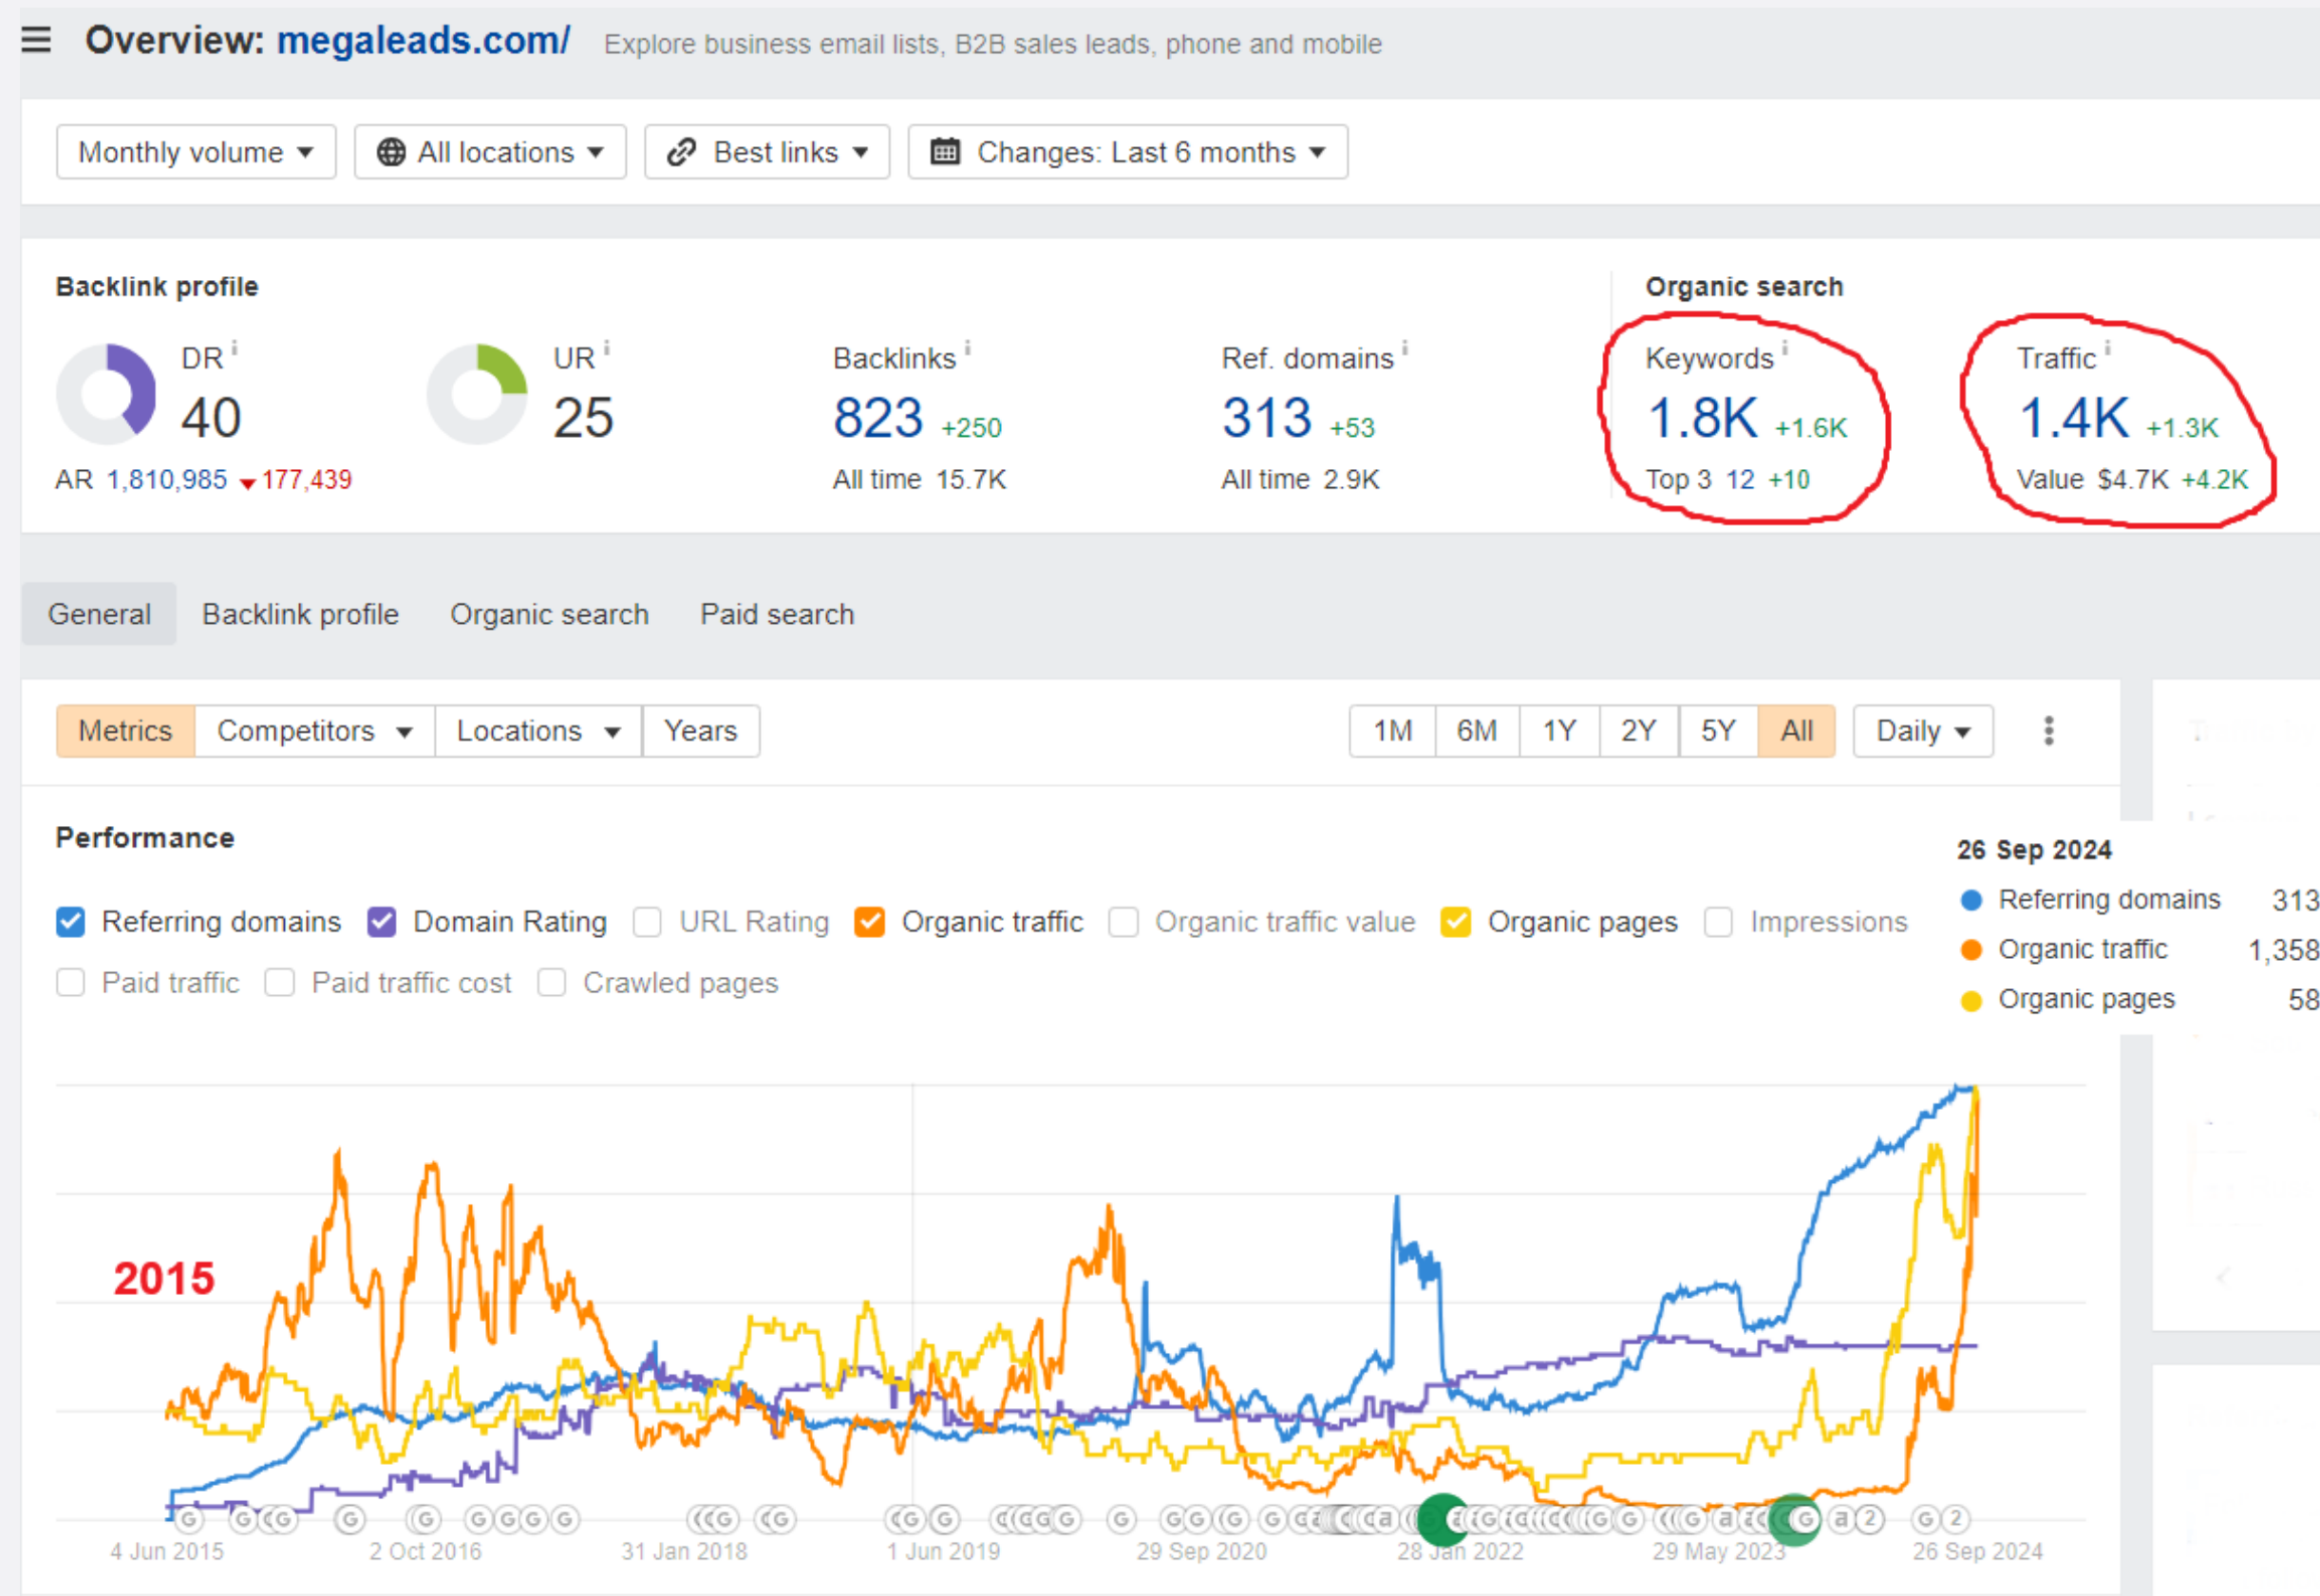 Overview: megaleads.com/ Explore business email lists, B2B sales leads, phone and mobile
Monthly volume All locations Best links Changes: Last 6 months
Backlink profile Organic search
DR UR Backlinks Ref. domains Keywords Traffic
40 25 823 +250 313 +53 1.8K +1.6K 1.4K +1.3K
AR 1,810,985 177,439 All time 15.7K All time 2.9K Top 3 12 +10 Value $4.7K +4.2K
General Backlink profile Organic search Paid search
Metrics Competitors Locations Years 1M 6M 1Y 2Y 5Y All Daily
Performance
26 Sep 2024
Referring domains 313
Organic traffic 1,358
Organic pages 58
Referring domains Domain Rating URL Rating Organic traffic Organic traffic value Organic pages Impressions
Paid traffic Paid traffic cost Crawled pages
2015
4 Jun 2015 2 Oct 2016 31 Jan 2018 1 Jun 2019 29 Sep 2020 28 Jan 2022 29 May 2023 26 Sep 2024